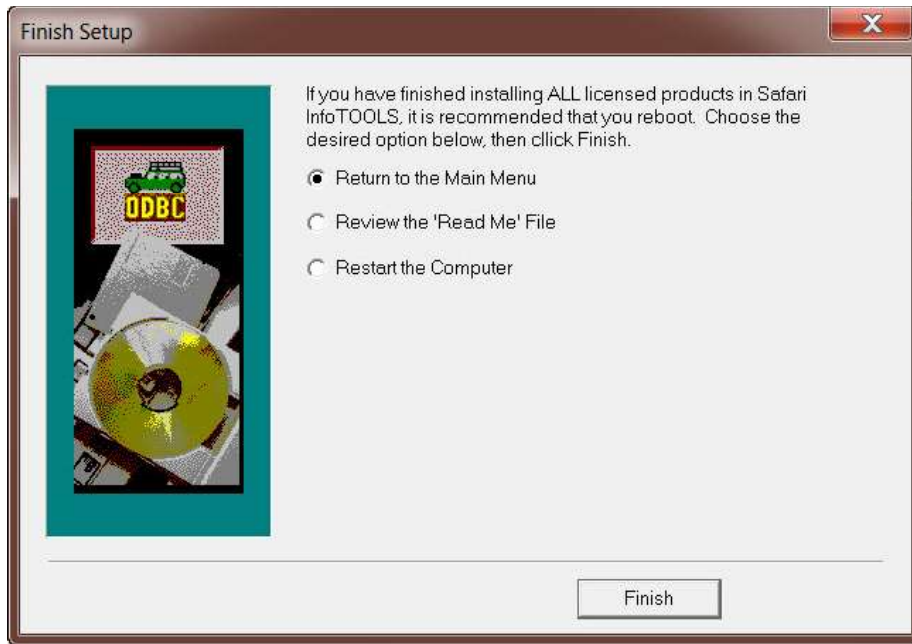 Finish Setup
If you have finished installing ALL licensed products in Safari
InfoTOOLS, it is recommended that you reboot. Choose the
desired option below, then cllick Finish.
Return to the Main Menu
ODBC
Review the 'Read Me' File
Restart the Computer
Finish